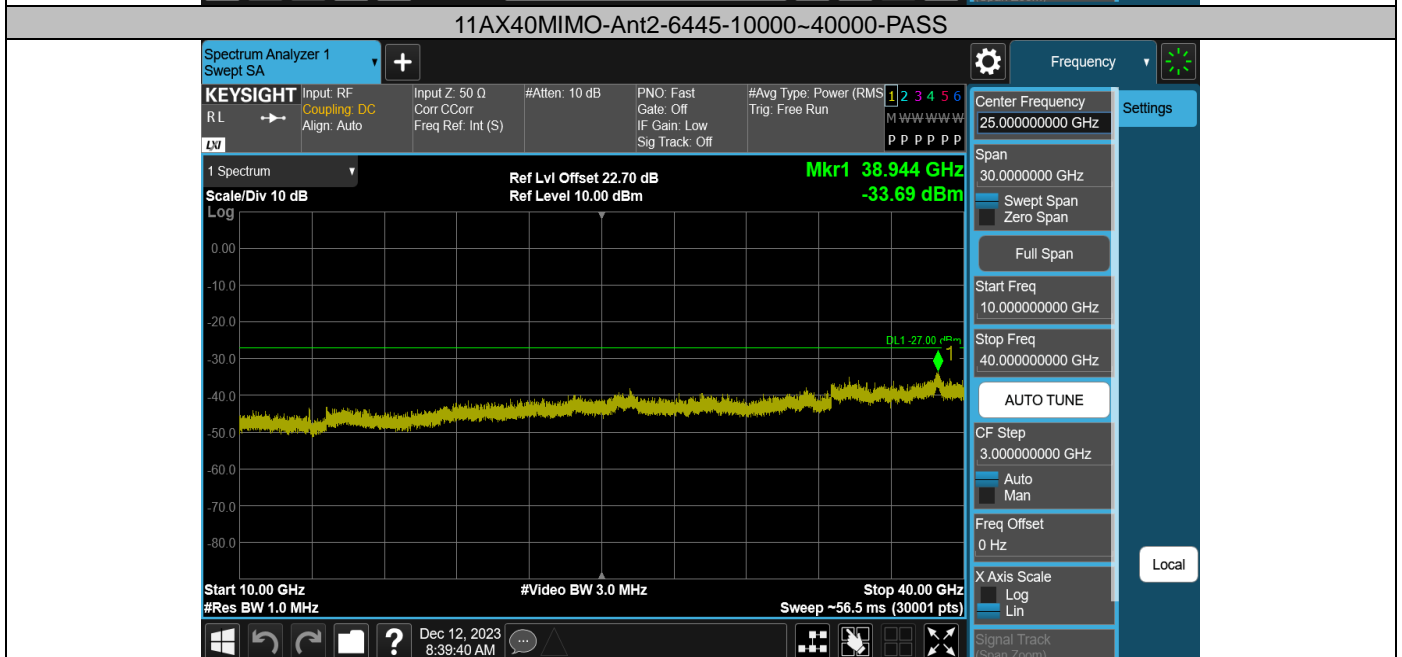 11AX40MIMO-Ant2-6445-10000~40000-PASS
Spectrum Analyzer 1
Swept SA
+
Frequency
KEYSIGHT
RL
LXI
Input: RF
Coupling: DC
Align: Auto
Input Z: 50 Ω
Corr CCorr
Freq Ref: Int (S)
#Atten: 10 dB
PNO: Fast
Gate: Off
IF Gain: Low
Sig Track: Off
#Avg Type: Power (RMS
Trig: Free Run
1 2 3 4 5 6
M W W W W W
P P P P P P
Center Frequency
25.000000000 GHz
Settings
1 Spectrum
Scale/Div 10 dB
Log
Ref Lvl Offset 22.70 dB
Ref Level 10.00 dBm
Mkr1 38.944 GHz
-33.69 dBm
Span
30.0000000 GHz
Swept Span
Zero Span
Full Span
Start Freq
10.000000000 GHz
Stop Freq
40.000000000 GHz
AUTO TUNE
CF Step
3.000000000 GHz
Auto
Man
Freq Offset
0 Hz
X Axis Scale
Log
Lin
Signal Track
(Span Zoom)
Local
0.00
-10.0
-20.0
DL1 -27.00 dBm
1
-30.0
-40.0
-50.0
-60.0
-70.0
-80.0
Start 10.00 GHz
#Video BW 3.0 MHz
Stop 40.00 GHz
#Res BW 1.0 MHz
Sweep ~56.5 ms (30001 pts)
?
Dec 12, 2023
8:39:40 AM